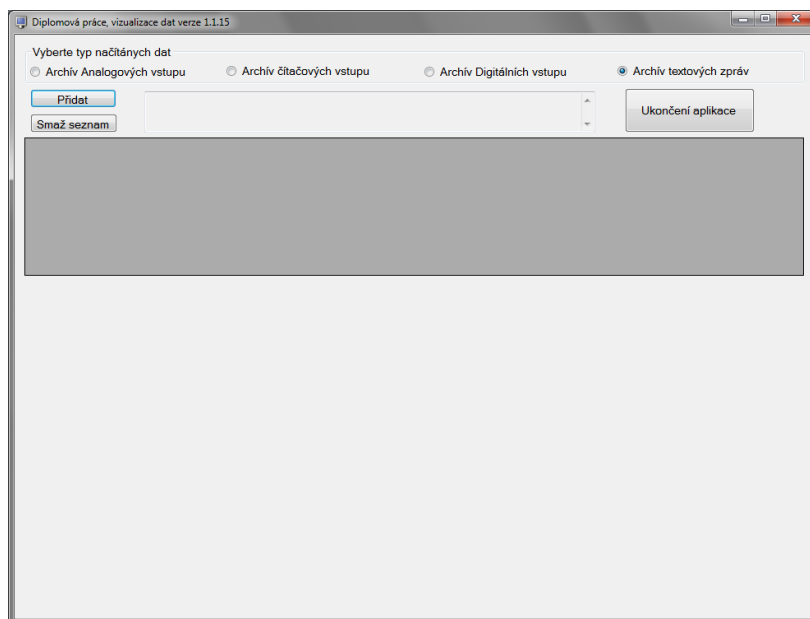 Diplomová práce, vizualizace dat verze 1.1.15
Vyberte typ načítánych dat
Archív Analogových vstupu Archív čítačových vstupu Archív Digitálních vstupu Archív textových zpráv
Přidat
Ukončení aplikace
Smaž seznam